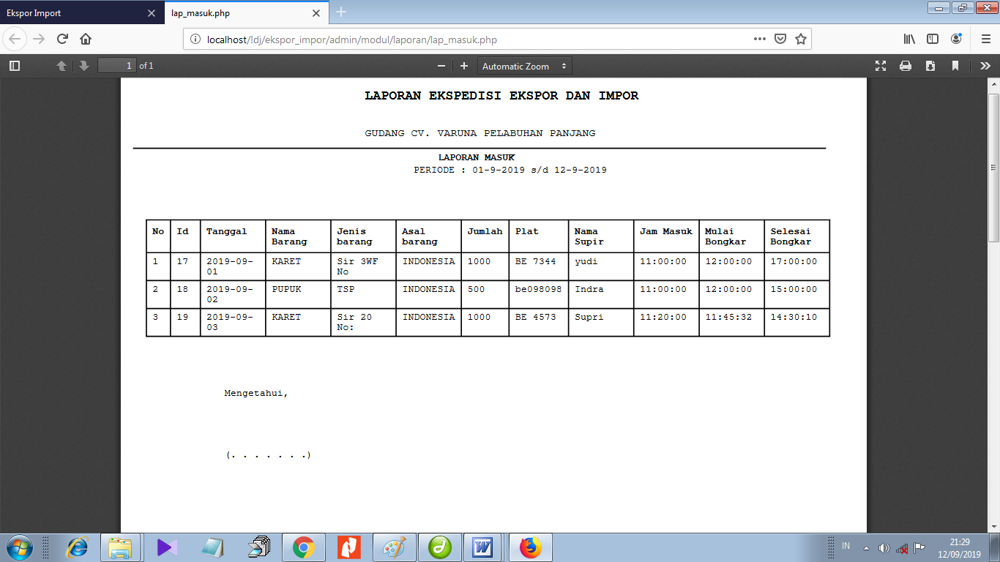 Ekspor Import
lap_masuk.php
localhost/!dj/ekspor_impor/admin/modul/laporan/lap_masuk.php
1 of 1
Automatic Zoom
LAPORAN EKSPEDISI EKSPOR DAN IMPOR
GUDANG CV. VARUNA PELABUHAN PANJANG
LAPORAN MASUK
PERIODE : 01-9-2019 s/d 12-9-2019
No Id Tanggal Nama Jenis Asal Jumlah Plat Nama Jam Masuk Mulai Selesai
Barang barang barang Supir Bongkar Bongkar
1 17 2019-09- KARET Sir 3WF INDONESIA 1000 BE 7344 yudi 11:00:00 12:00:00 17:00:00
01 No
2 18 2019-09- PUPUK TSP INDONESIA 500 be098098 Indra 11:00:00 12:00:00 15:00:00
02
3 19 2019-09- KARET Sir 20 INDONESIA 1000 BE 4573 Supri 11:20:00 11:45:32 14:30:10
03 No:
Mengetahui,
(. . . . . . .)
IN
21:29
12/09/2019